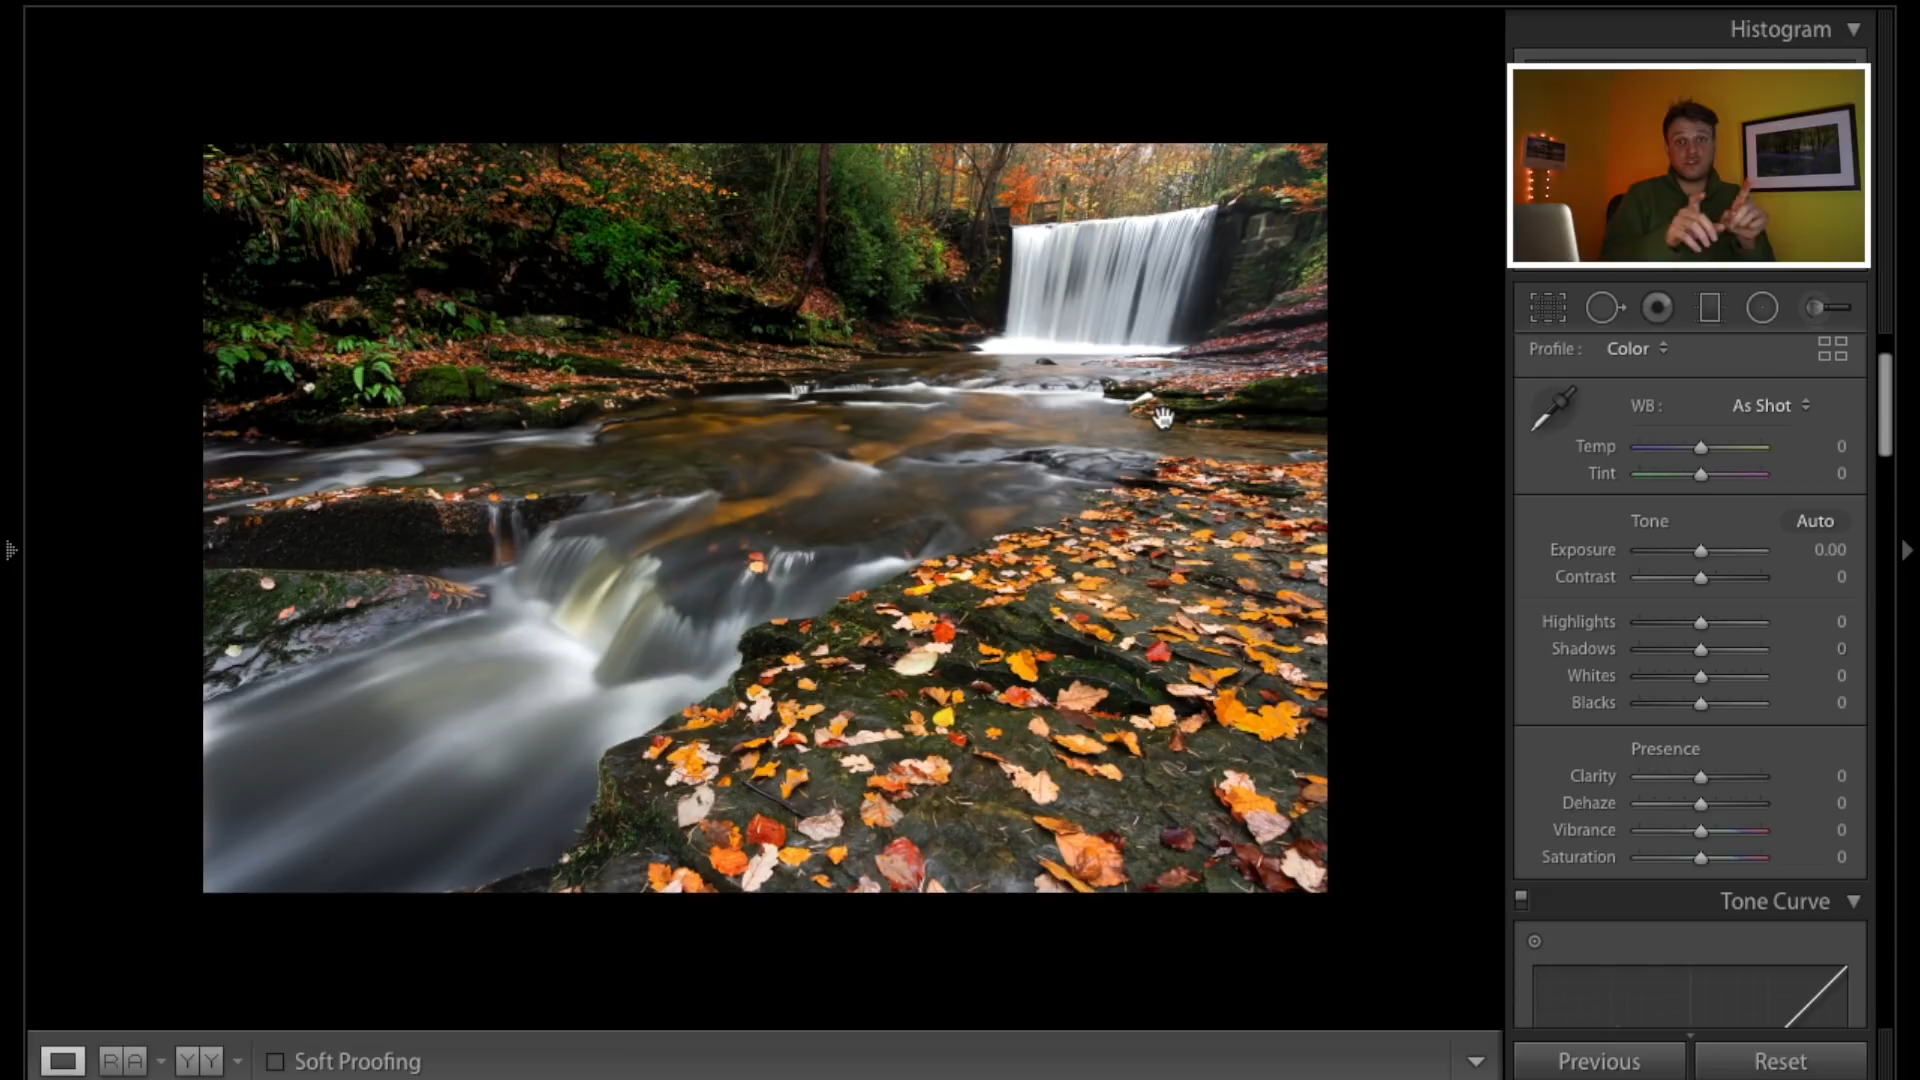 Histogram
Profile : Color
WB : As Shot
Temp 0
Tint 0
Tone Auto
Exposure 0.00
Contrast 0
Highlights 0
Shadows 0
Whites 0
Blacks 0
Presence
Clarity 0
Dehaze 0
Vibrance 0
Saturation 0
Tone Curve
R A Y Y Soft Proofing
Previous Reset